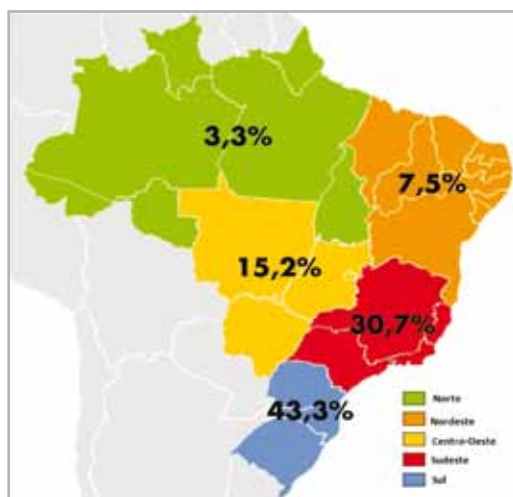 3,3%
7,5%
15,2%
30,7%
43,3%
Norte
Nordeste
Centro-Oeste
Sudeste
Sul